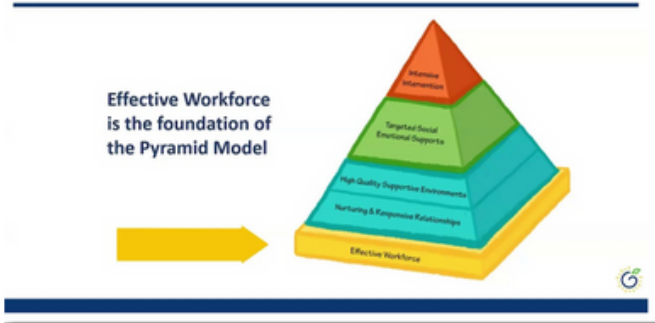 Effective Workforce
is the foundation of
the Pyramid Model
Intensive
Intervention
Targeted Social
Emotional Supports
High Quality Supportive Environments
Nurturing & Responsive Relationships
Effective Workforce